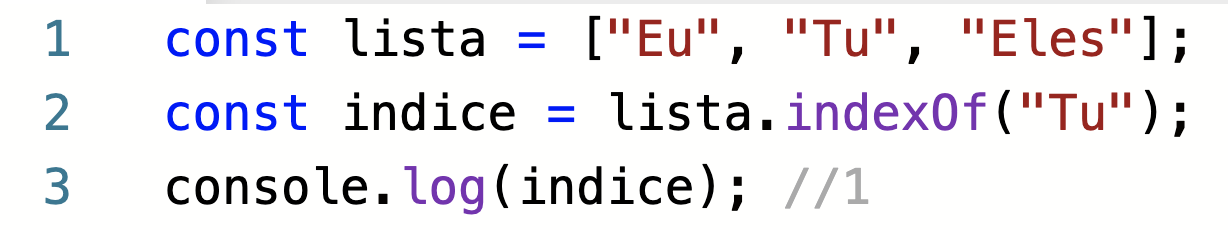 1 const lista = ["Eu", "Tu", "Eles"];
2 const indice = lista.indexOf("Tu");
3 console.log(indice); //1